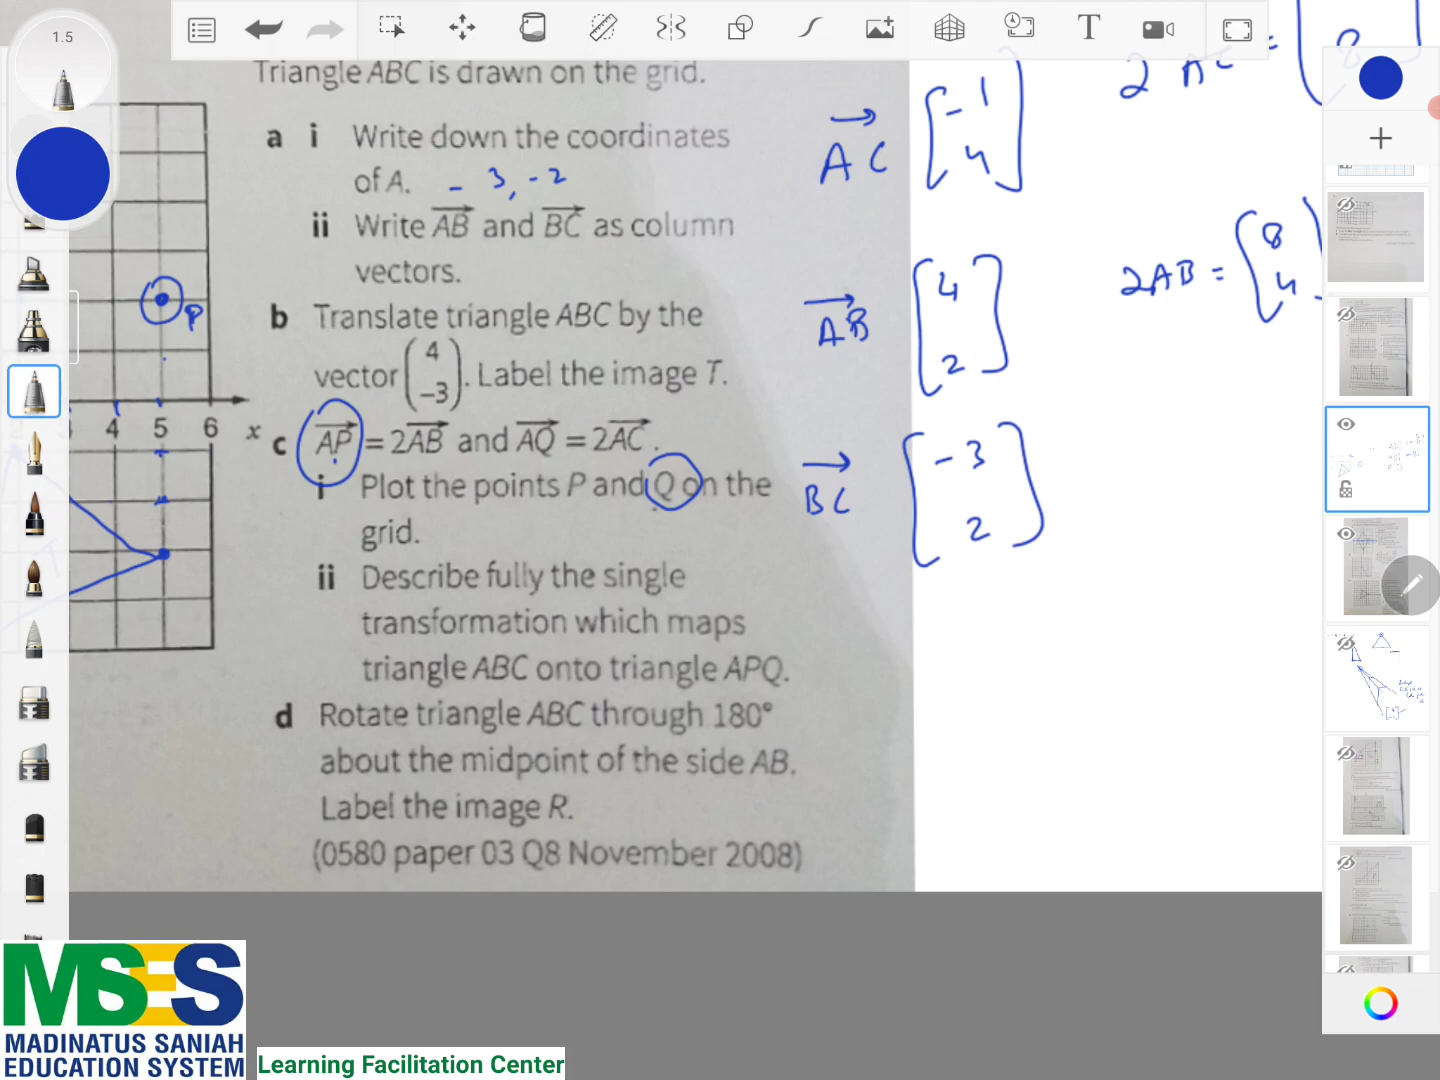 1.5
Triangle ABC is drawn on the grid.
a i Write down the coordinates
of A. - 3, -2
ii Write AB and BC as column
vectors.
b Translate triangle ABC by the
vector (4 -3). Label the image T.
c AP = 2AB and AQ = 2AC.
i Plot the points P and Q on the
grid.
ii Describe fully the single
transformation which maps
triangle ABC onto triangle APQ.
d Rotate triangle ABC through 180°
about the midpoint of the side AB.
Label the image R.
(0580 paper 03 Q8 November 2008)
P
4 5 6 x
AC [-1 4]
AB [4 2]
BC [-3 2]
2 AC = [8
2AB = [8 4]
T
MSES
MADINATUS SANIAH
EDUCATION SYSTEM
Learning Facilitation Center